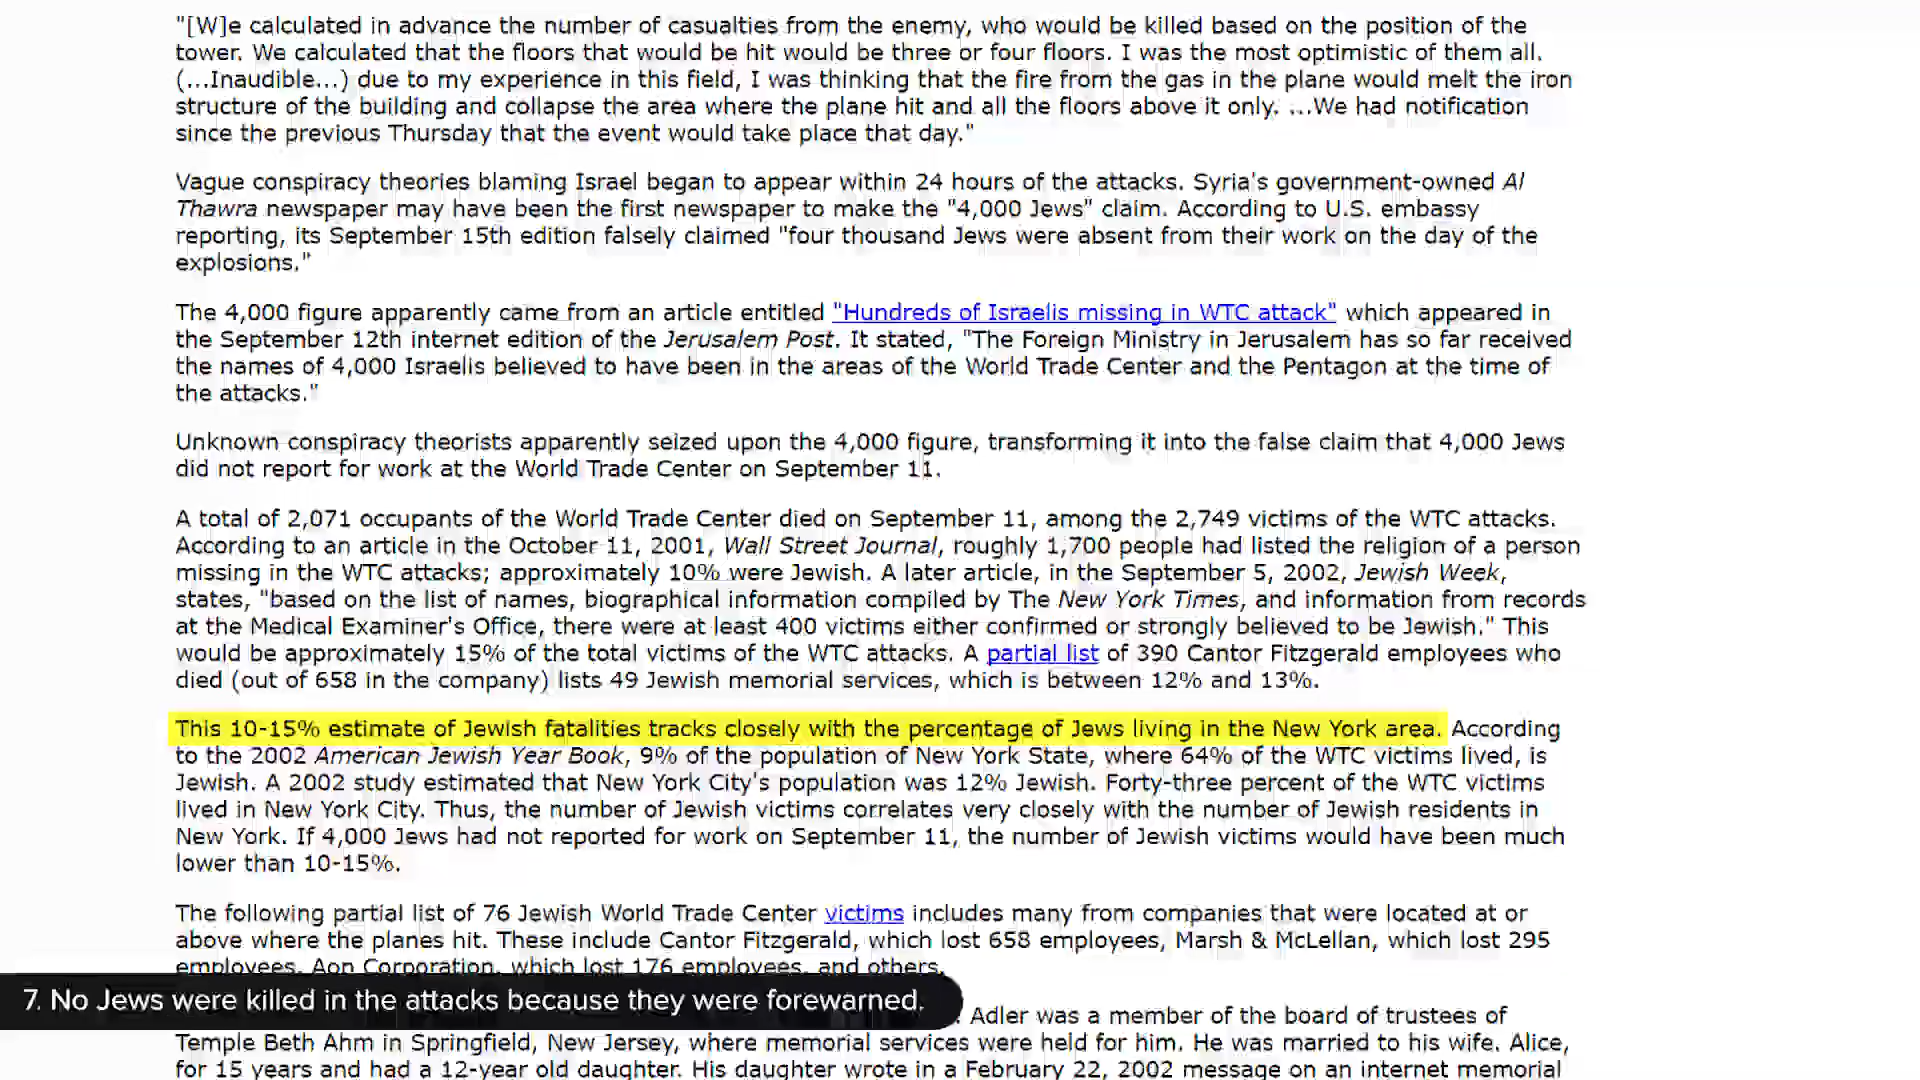 "[W]e calculated in advance the number of casualties from the enemy, who would be killed based on the position of the
tower. We calculated that the floors that would be hit would be three or four floors. I was the most optimistic of them all.
(...Inaudible...) due to my experience in this field, I was thinking that the fire from the gas in the plane would melt the iron
structure of the building and collapse the area where the plane hit and all the floors above it only. ...We had notification
since the previous Thursday that the event would take place that day."
Vague conspiracy theories blaming Israel began to appear within 24 hours of the attacks. Syria's government-owned Al
Thawra newspaper may have been the first newspaper to make the "4,000 Jews" claim. According to U.S. embassy
reporting, its September 15th edition falsely claimed "four thousand Jews were absent from their work on the day of the
explosions."
The 4,000 figure apparently came from an article entitled "Hundreds of Israelis missing in WTC attack" which appeared in
the September 12th internet edition of the Jerusalem Post. It stated, "The Foreign Ministry in Jerusalem has so far received
the names of 4,000 Israelis believed to have been in the areas of the World Trade Center and the Pentagon at the time of
the attacks."
Unknown conspiracy theorists apparently seized upon the 4,000 figure, transforming it into the false claim that 4,000 Jews
did not report for work at the World Trade Center on September 11.
A total of 2,071 occupants of the World Trade Center died on September 11, among the 2,749 victims of the WTC attacks.
According to an article in the October 11, 2001, Wall Street Journal, roughly 1,700 people had listed the religion of a person
missing in the WTC attacks; approximately 10% were Jewish. A later article, in the September 5, 2002, Jewish Week,
states, "based on the list of names, biographical information compiled by The New York Times, and information from records
at the Medical Examiner's Office, there were at least 400 victims either confirmed or strongly believed to be Jewish." This
would be approximately 15% of the total victims of the WTC attacks. A partial list of 390 Cantor Fitzgerald employees who
died (out of 658 in the company) lists 49 Jewish memorial services, which is between 12% and 13%.
This 10-15% estimate of Jewish fatalities tracks closely with the percentage of Jews living in the New York area. According
to the 2002 American Jewish Year Book, 9% of the population of New York State, where 64% of the WTC victims lived, is
Jewish. A 2002 study estimated that New York City's population was 12% Jewish. Forty-three percent of the WTC victims
lived in New York City. Thus, the number of Jewish victims correlates very closely with the number of Jewish residents in
New York. If 4,000 Jews had not reported for work on September 11, the number of Jewish victims would have been much
lower than 10-15%.
The following partial list of 76 Jewish World Trade Center victims includes many from companies that were located at or
above where the planes hit. These include Cantor Fitzgerald, which lost 658 employees, Marsh & McLellan, which lost 295
employees, Aon Corporation, which lost 176 employees, and others.
7. No Jews were killed in the attacks because they were forewarned.
Adler was a member of the board of trustees of
Temple Beth Ahm in Springfield, New Jersey, where memorial services were held for him. He was married to his wife. Alice,
for 15 years and had a 12-year old daughter. His daughter wrote in a February 22, 2002 message on an internet memorial